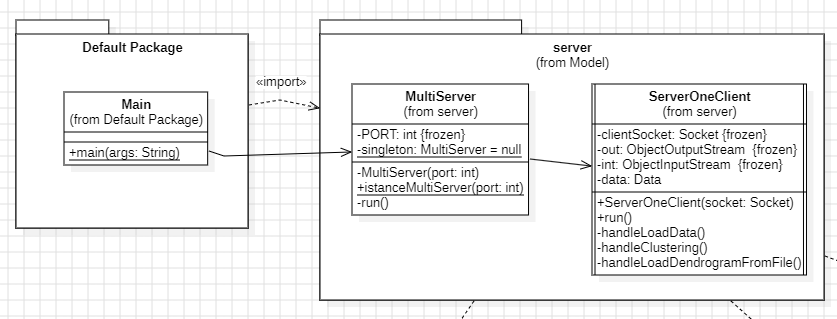 Default Package
Main
(from Default Package)
+main(args: String)
«import»
server
(from Model)
MultiServer
(from server)
-PORT: int {frozen}
-singleton: MultiServer = null
-MultiServer(port: int)
+istanceMultiServer(port: int)
-run()
ServerOneClient
(from server)
-clientSocket: Socket {frozen}
-out: ObjectOutputStream {frozen}
-int: ObjectInputStream {frozen}
-data: Data
+ServerOneClient(socket: Socket)
+run()
-handleLoadData()
-handleClustering()
-handleLoadDendrogramFromFile()